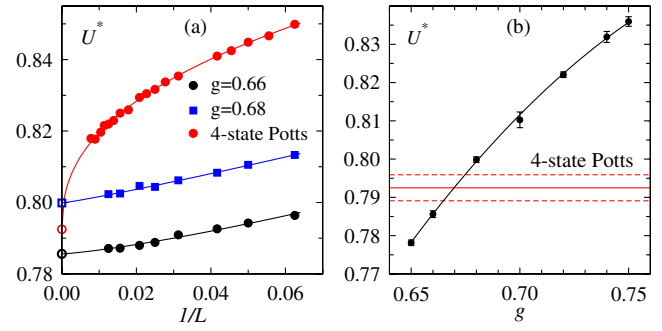 U* (a)
0.84
0.82
0.80
0.78
g=0.66
g=0.68
4-state Potts
0.00 0.02 0.04 0.06
1/L
U* (b)
0.83
0.82
0.81
0.80
0.79
0.78
0.77
4-state Potts
0.65 0.70 0.75
g